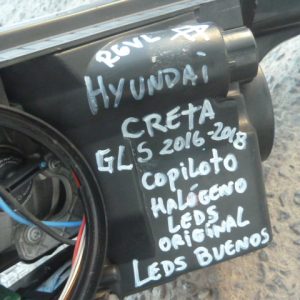 HYUNDAI
CRETA
GLS 2016-2018
COPILOTO
HALÓGENO
LEDS
ORIGINAL
LEDS BUENOS